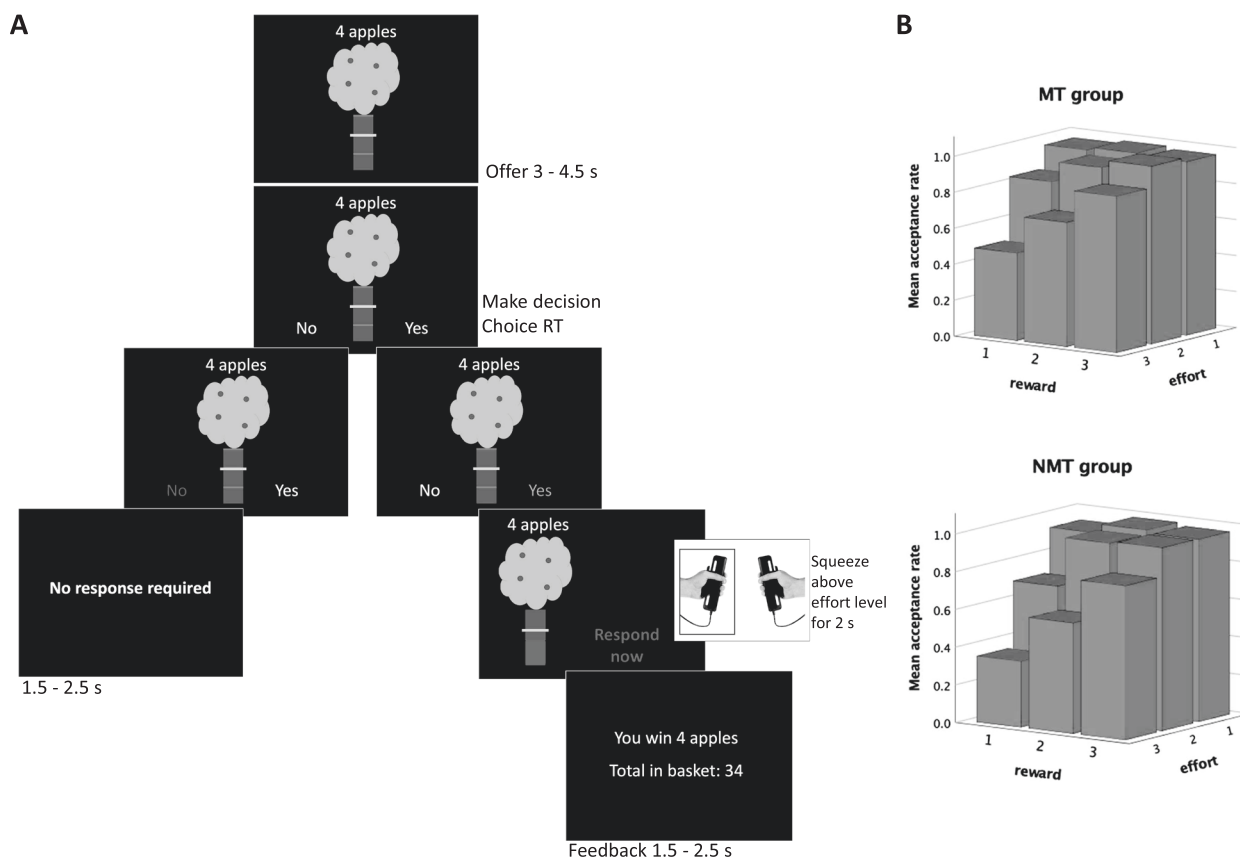 A
4 apples
Offer 3 - 4.5 s
4 apples
No
Yes
Make decision
Choice RT
4 apples
No
Yes
4 apples
No
Yes
No response required
1.5 - 2.5 s
4 apples
Respond
now
Squeeze
above
effort level
for 2 s
You win 4 apples
Total in basket: 34
Feedback 1.5 - 2.5 s
B
MT group
Mean acceptance rate
1.0
0.8
0.6
0.4
0.2
0.0
1
2
3
reward
3
2
1
effort
NMT group
Mean acceptance rate
1.0
0.8
0.6
0.4
0.2
0.0
1
2
3
reward
3
2
1
effort